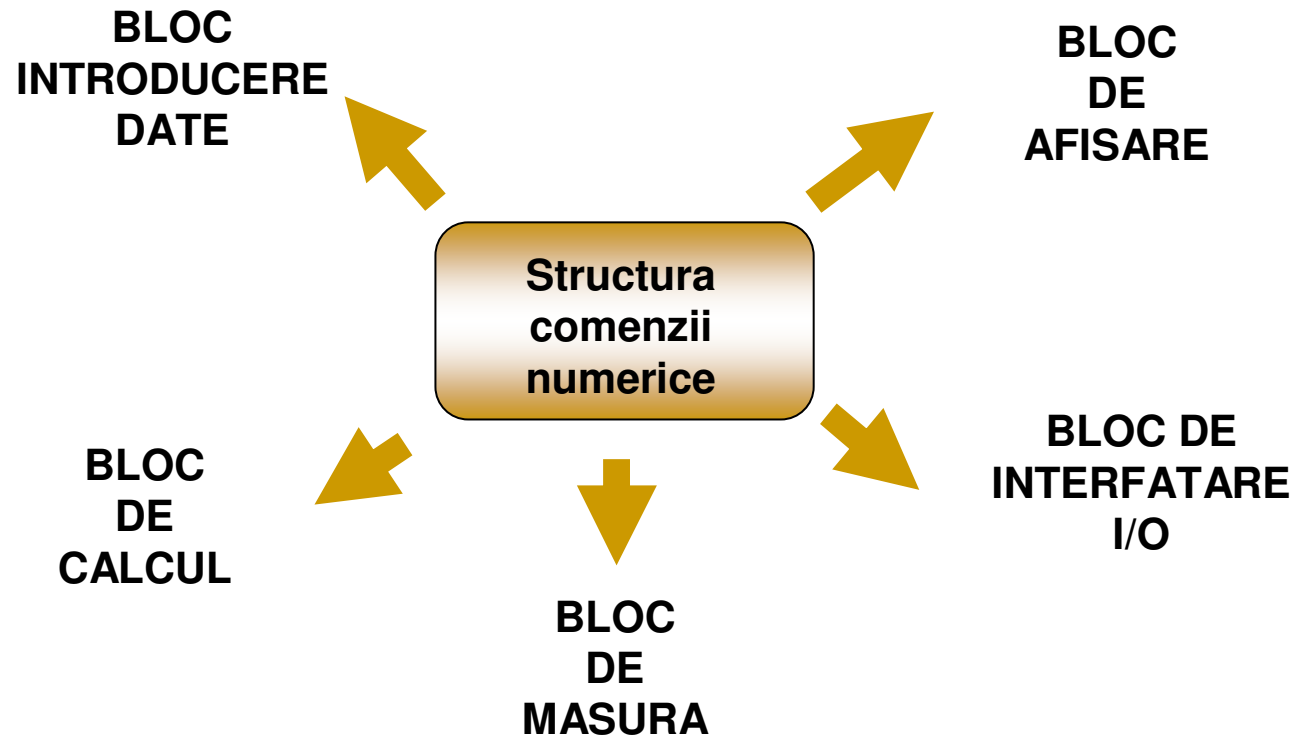 BLOC
INTRODUCERE
DATE
BLOC
DE
AFISARE
Structura
comenzii
numerice
BLOC
DE
CALCUL
BLOC DE
INTERFATARE
I/O
BLOC
DE
MASURA